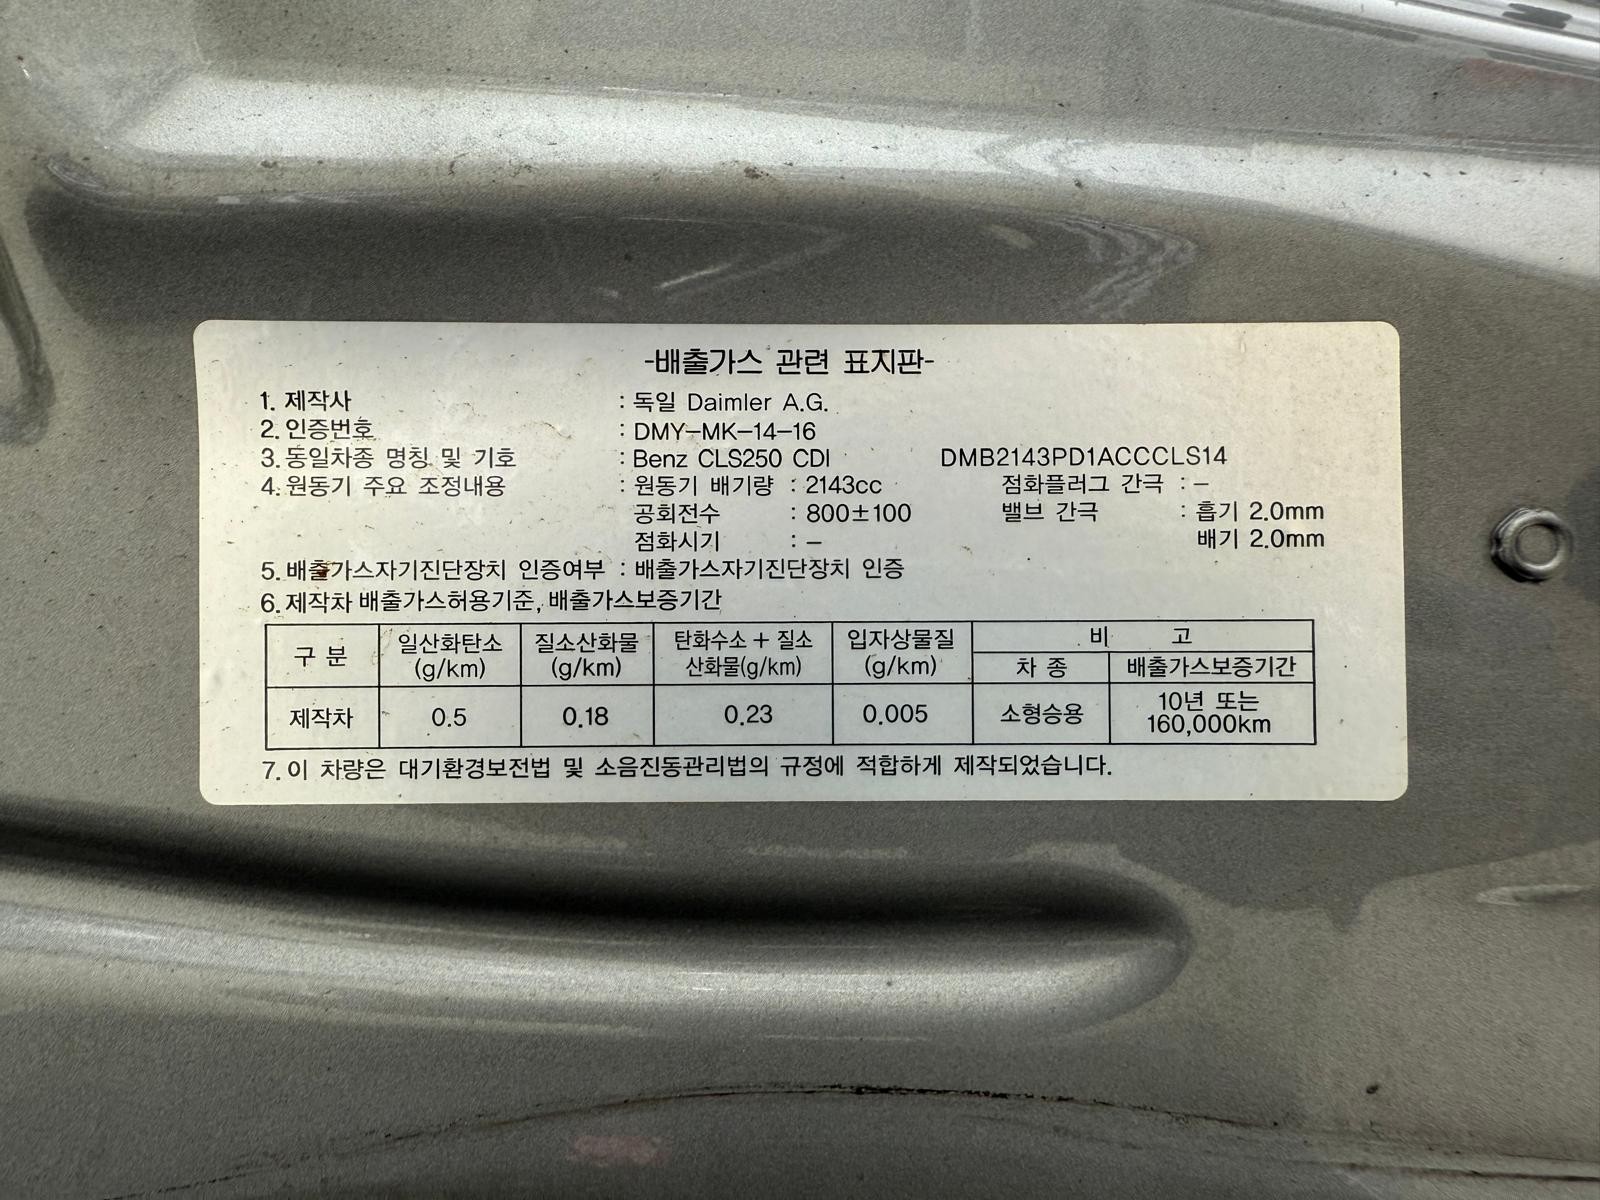 -배출가스 관련 표지판-
1. 제작사 : 독일 Daimler A.G.
2. 인증번호 : DMY-MK-14-16
3. 동일차종 명칭 및 기호 : Benz CLS250 CDI DMB2143PD1ACCCLS14
4. 원동기 주요 조정내용 : 원동기 배기량 : 2143cc 점화플러그 간극 : -
공회전수 : 800±100 밸브 간극 : 흡기 2.0mm
점화시기 : - 배기 2.0mm
5. 배출가스자기진단장치 인증여부 : 배출가스자기진단장치 인증
6. 제작차 배출가스허용기준, 배출가스보증기간
구 분 일산화탄소 (g/km) 질소산화물 (g/km) 탄화수소 + 질소 산화물(g/km) 입자상물질 (g/km) 비 고
차 종 배출가스보증기간
제작차 0.5 0.18 0.23 0.005 소형승용 10년 또는 160,000km
7. 이 차량은 대기환경보전법 및 소음진동관리법의 규정에 적합하게 제작되었습니다.